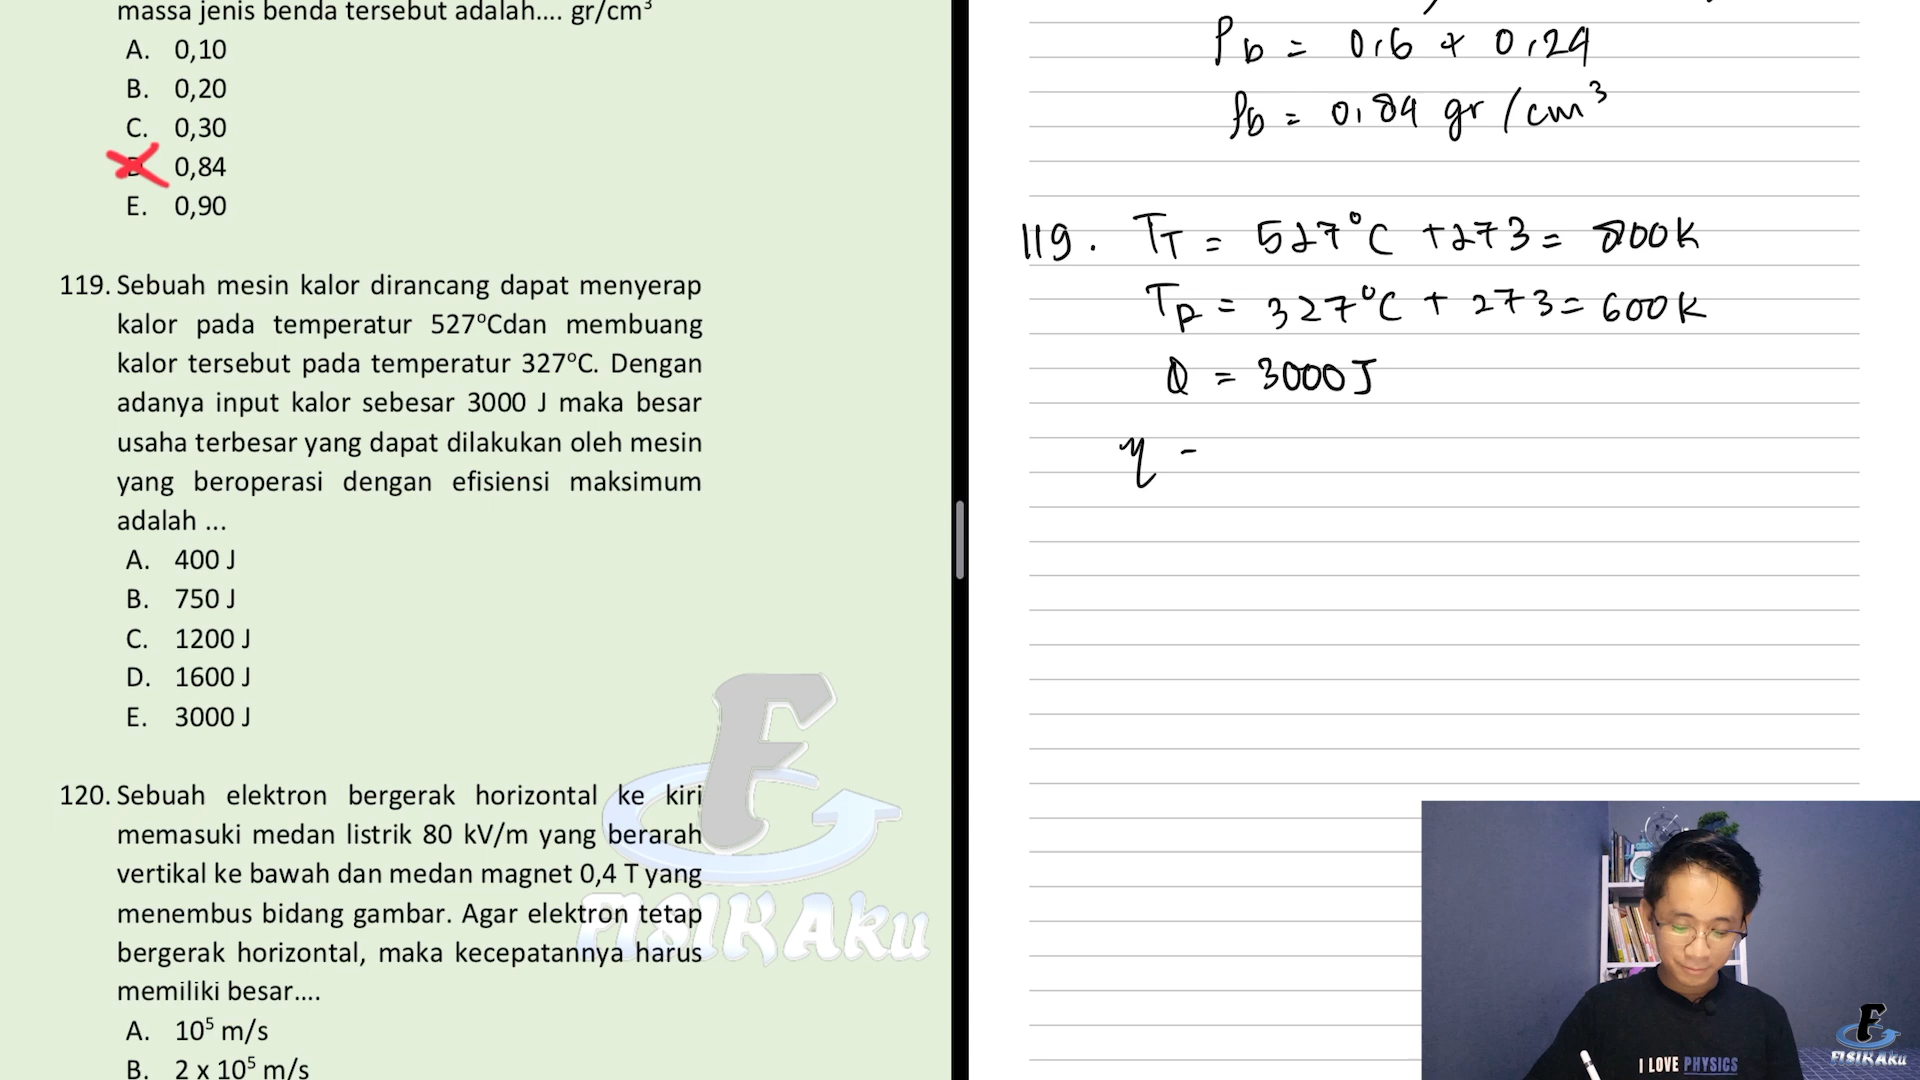 massa jenis benda tersebut adalah.... gr/cm³
A. 0,10
B. 0,20
C. 0,30
0,84
E. 0,90
119. Sebuah mesin kalor dirancang dapat menyerap
kalor pada temperatur 527°Cdan membuang
kalor tersebut pada temperatur 327°C. Dengan
adanya input kalor sebesar 3000 J maka besar
usaha terbesar yang dapat dilakukan oleh mesin
yang beroperasi dengan efisiensi maksimum
adalah ...
A. 400 J
B. 750 J
C. 1200 J
D. 1600 J
E. 3000 J
120. Sebuah elektron bergerak horizontal ke kiri
memasuki medan listrik 80 kV/m yang berarah
vertikal ke bawah dan medan magnet 0,4 T yang
menembus bidang gambar. Agar elektron tetap
bergerak horizontal, maka kecepatannya harus
memiliki besar....
A. 10⁵ m/s
B. 2 x 10⁵ m/s
F
FISIKAku
ρb = 0,6 + 0,24
ρb = 0,84 gr/cm³
119. T_T = 527°C + 273 = 800 K
T_R = 327°C + 273 = 600 K
Q = 3000 J
η -
I LOVE PHYSICS
F
FISIKAku